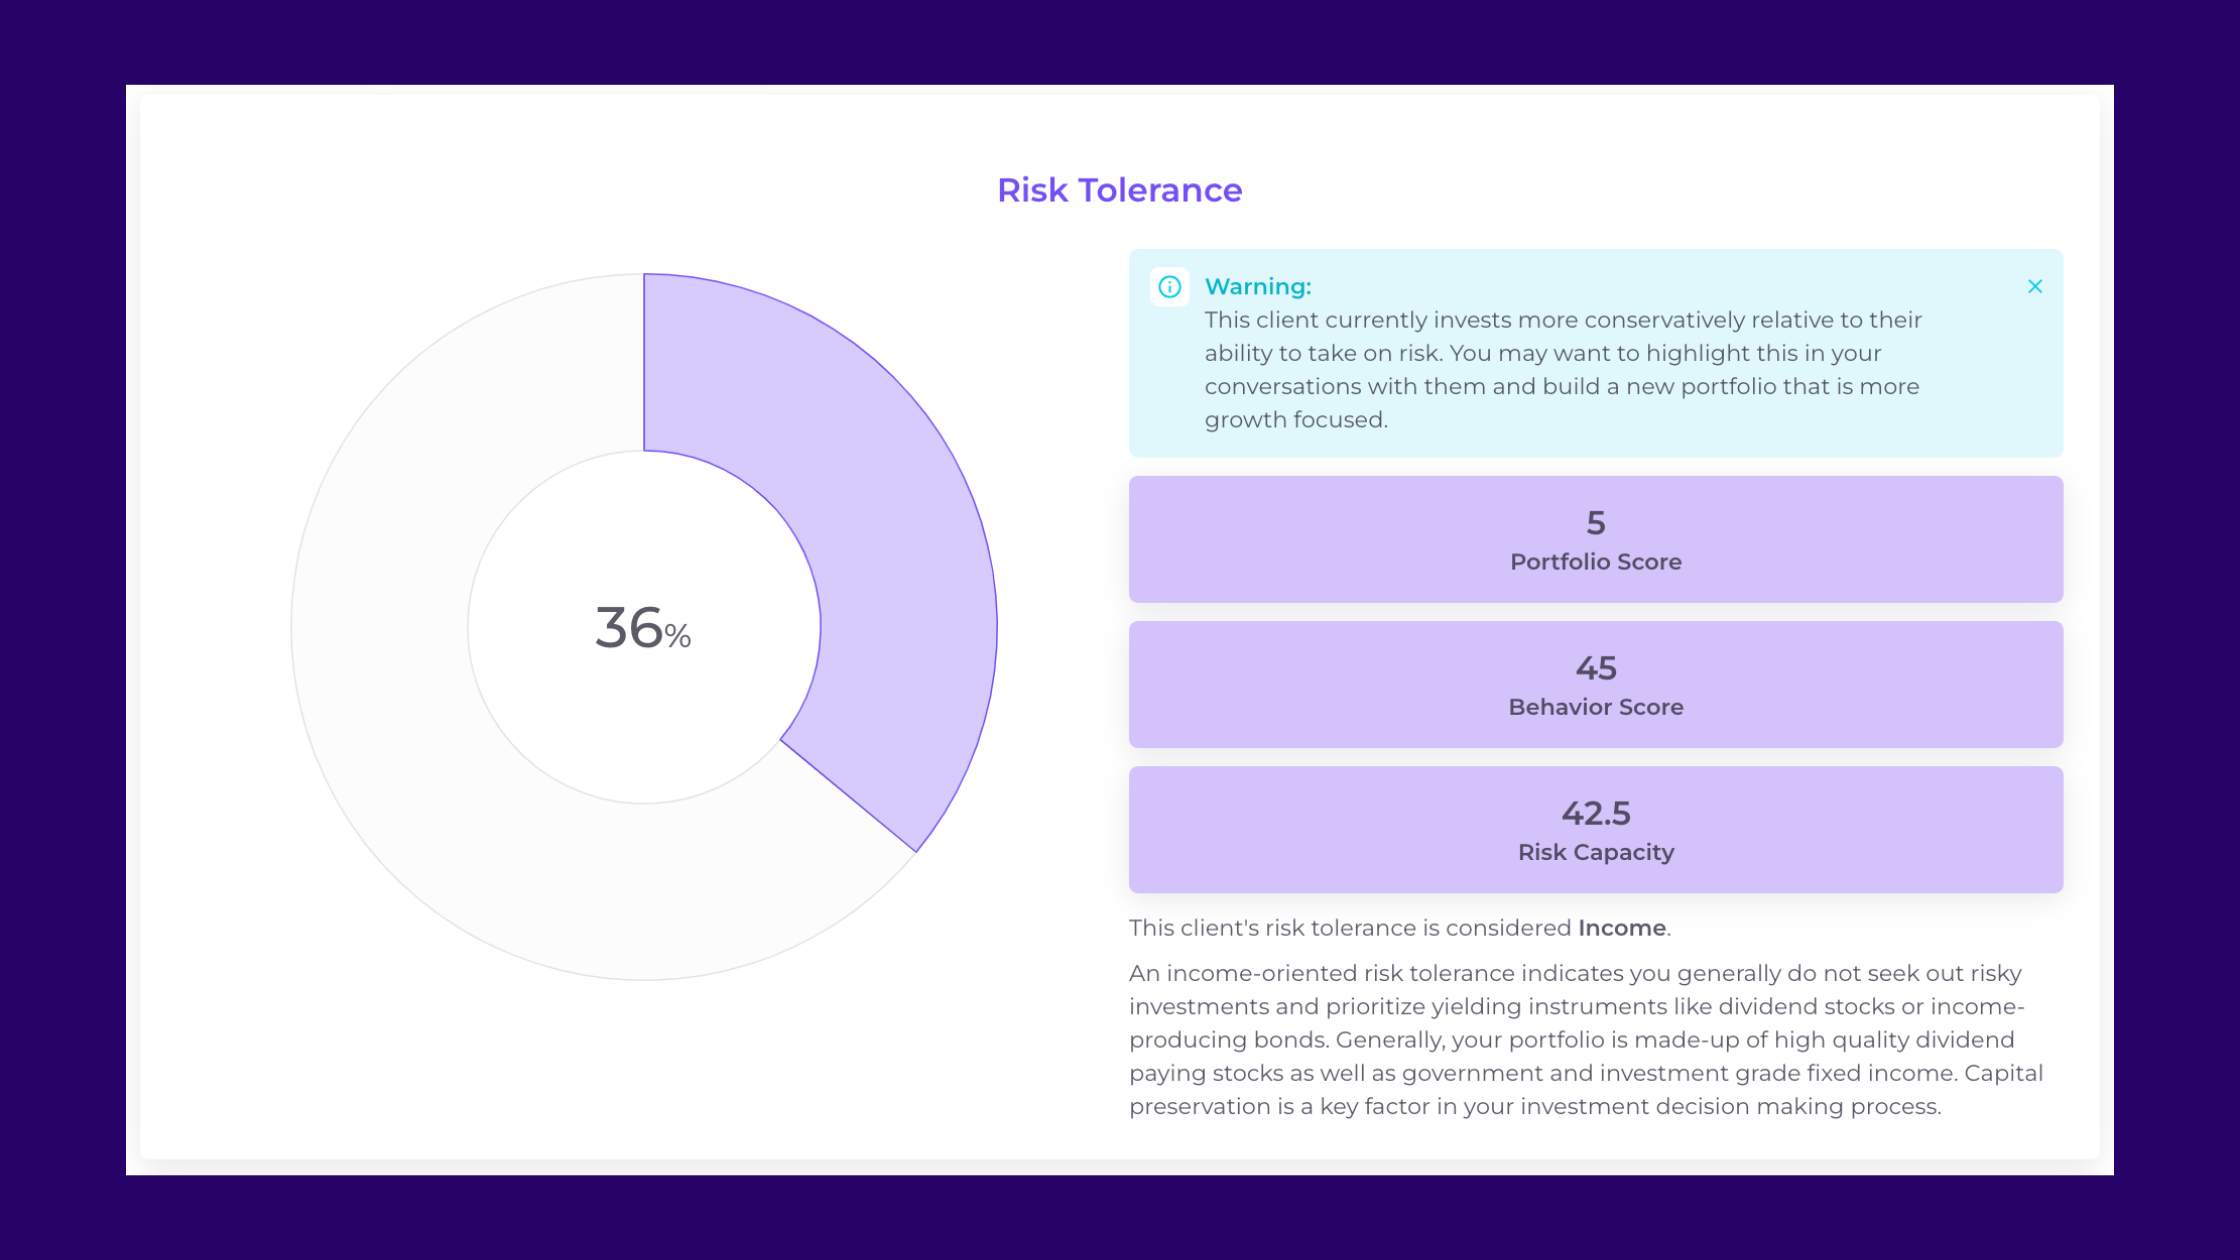 Risk Tolerance
36%
Warning:
This client currently invests more conservatively relative to their
ability to take on risk. You may want to highlight this in your
conversations with them and build a new portfolio that is more
growth focused.
5
Portfolio Score
45
Behavior Score
42.5
Risk Capacity
This client's risk tolerance is considered Income.
An income-oriented risk tolerance indicates you generally do not seek out risky
investments and prioritize yielding instruments like dividend stocks or income-
producing bonds. Generally, your portfolio is made-up of high quality dividend
paying stocks as well as government and investment grade fixed income. Capital
preservation is a key factor in your investment decision making process.